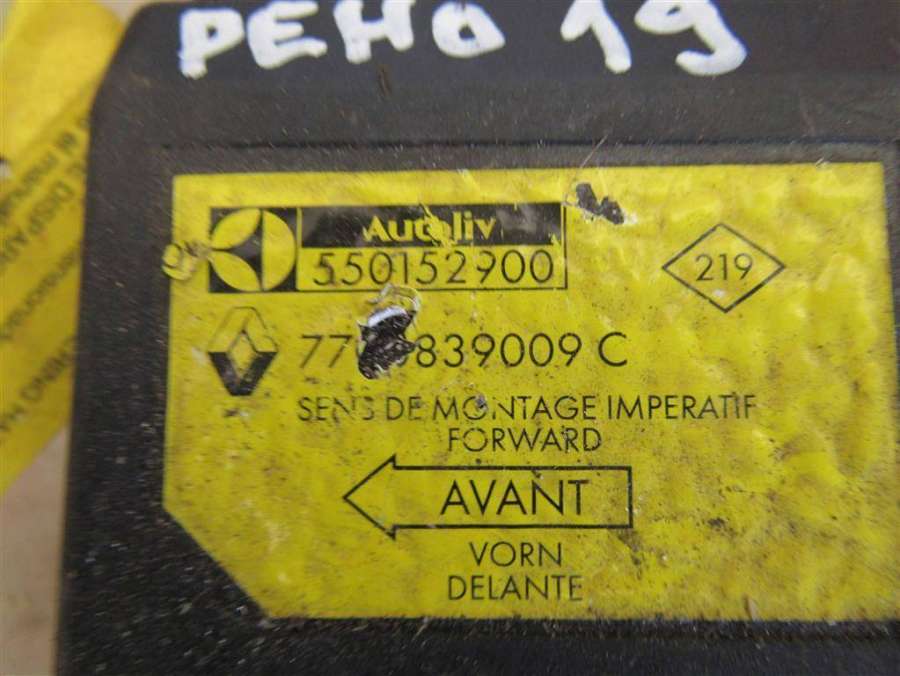 РЕНО 19
Autoliv
550152900
219
839009 C
SENS DE MONTAGE IMPERATIF
FORWARD
AVANT
VORN
DELANTE